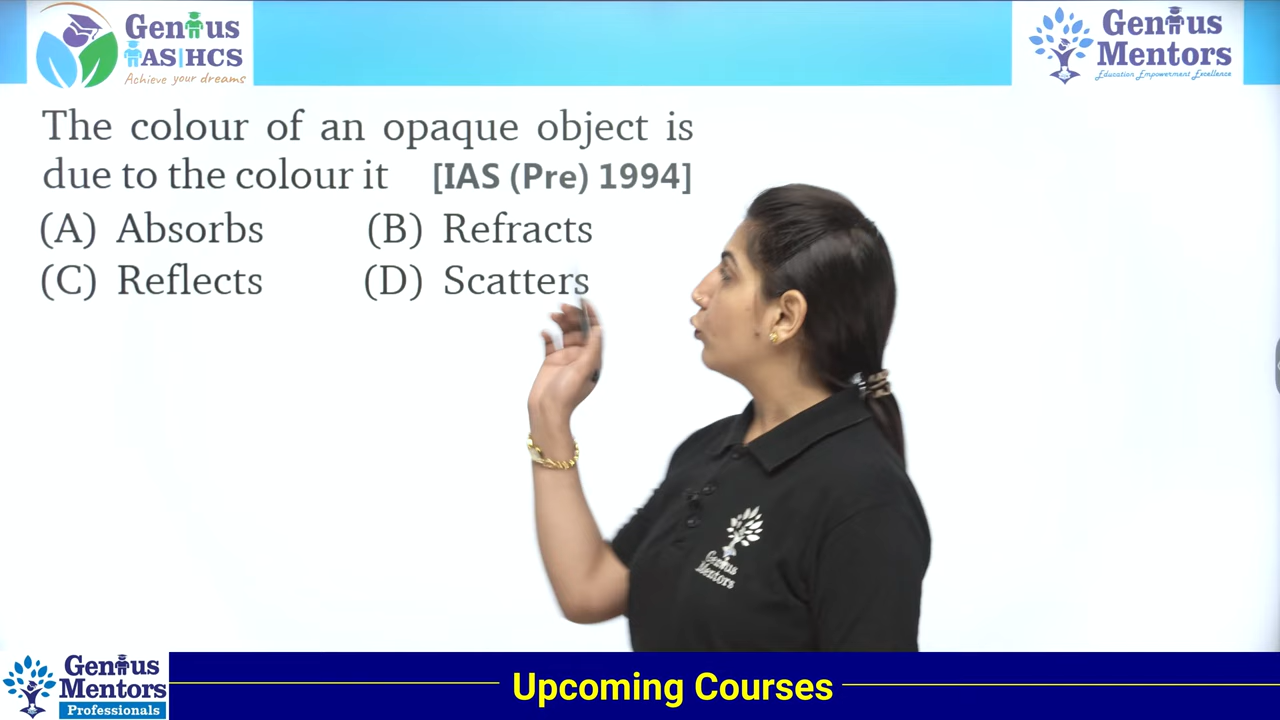 Genius
IAS|HCS
Achieve your dreams
Genius
Mentors
Education Empowerment Excellence
The colour of an opaque object is
due to the colour it [IAS (Pre) 1994]
(A) Absorbs (B) Refracts
(C) Reflects (D) Scatters
Genius
Mentors
Genius
Mentors
Professionals
Upcoming Courses